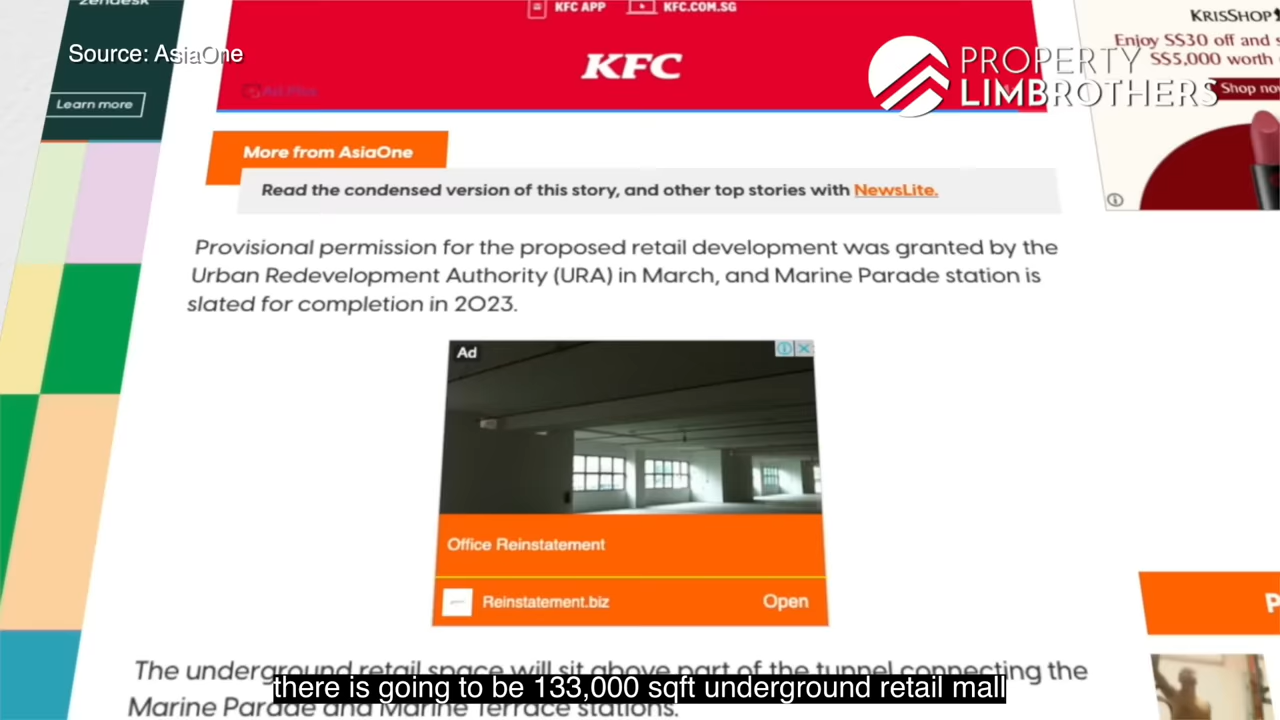 zendesk
KFC APP
KFC.COM.SG
KRISSHOP
Source: AsiaOne
Enjoy S$30 off and
S$5,000 worth
PROPERTY
LIMBROTHERS
KFC
Shop now
Learn more
Ad Plus
More from AsiaOne
Read the condensed version of this story, and other top stories with NewsLite.
Provisional permission for the proposed retail development was granted by the
Urban Redevelopment Authority (URA) in March, and Marine Parade station is
slated for completion in 2023.
Ad
Office Reinstatement
Reinstatement.biz
Open
P
The underground retail space will sit above part of the tunnel connecting the
there is going to be 133,000 sqft underground retail mall
Marine Parade and Marine Terrace stations.